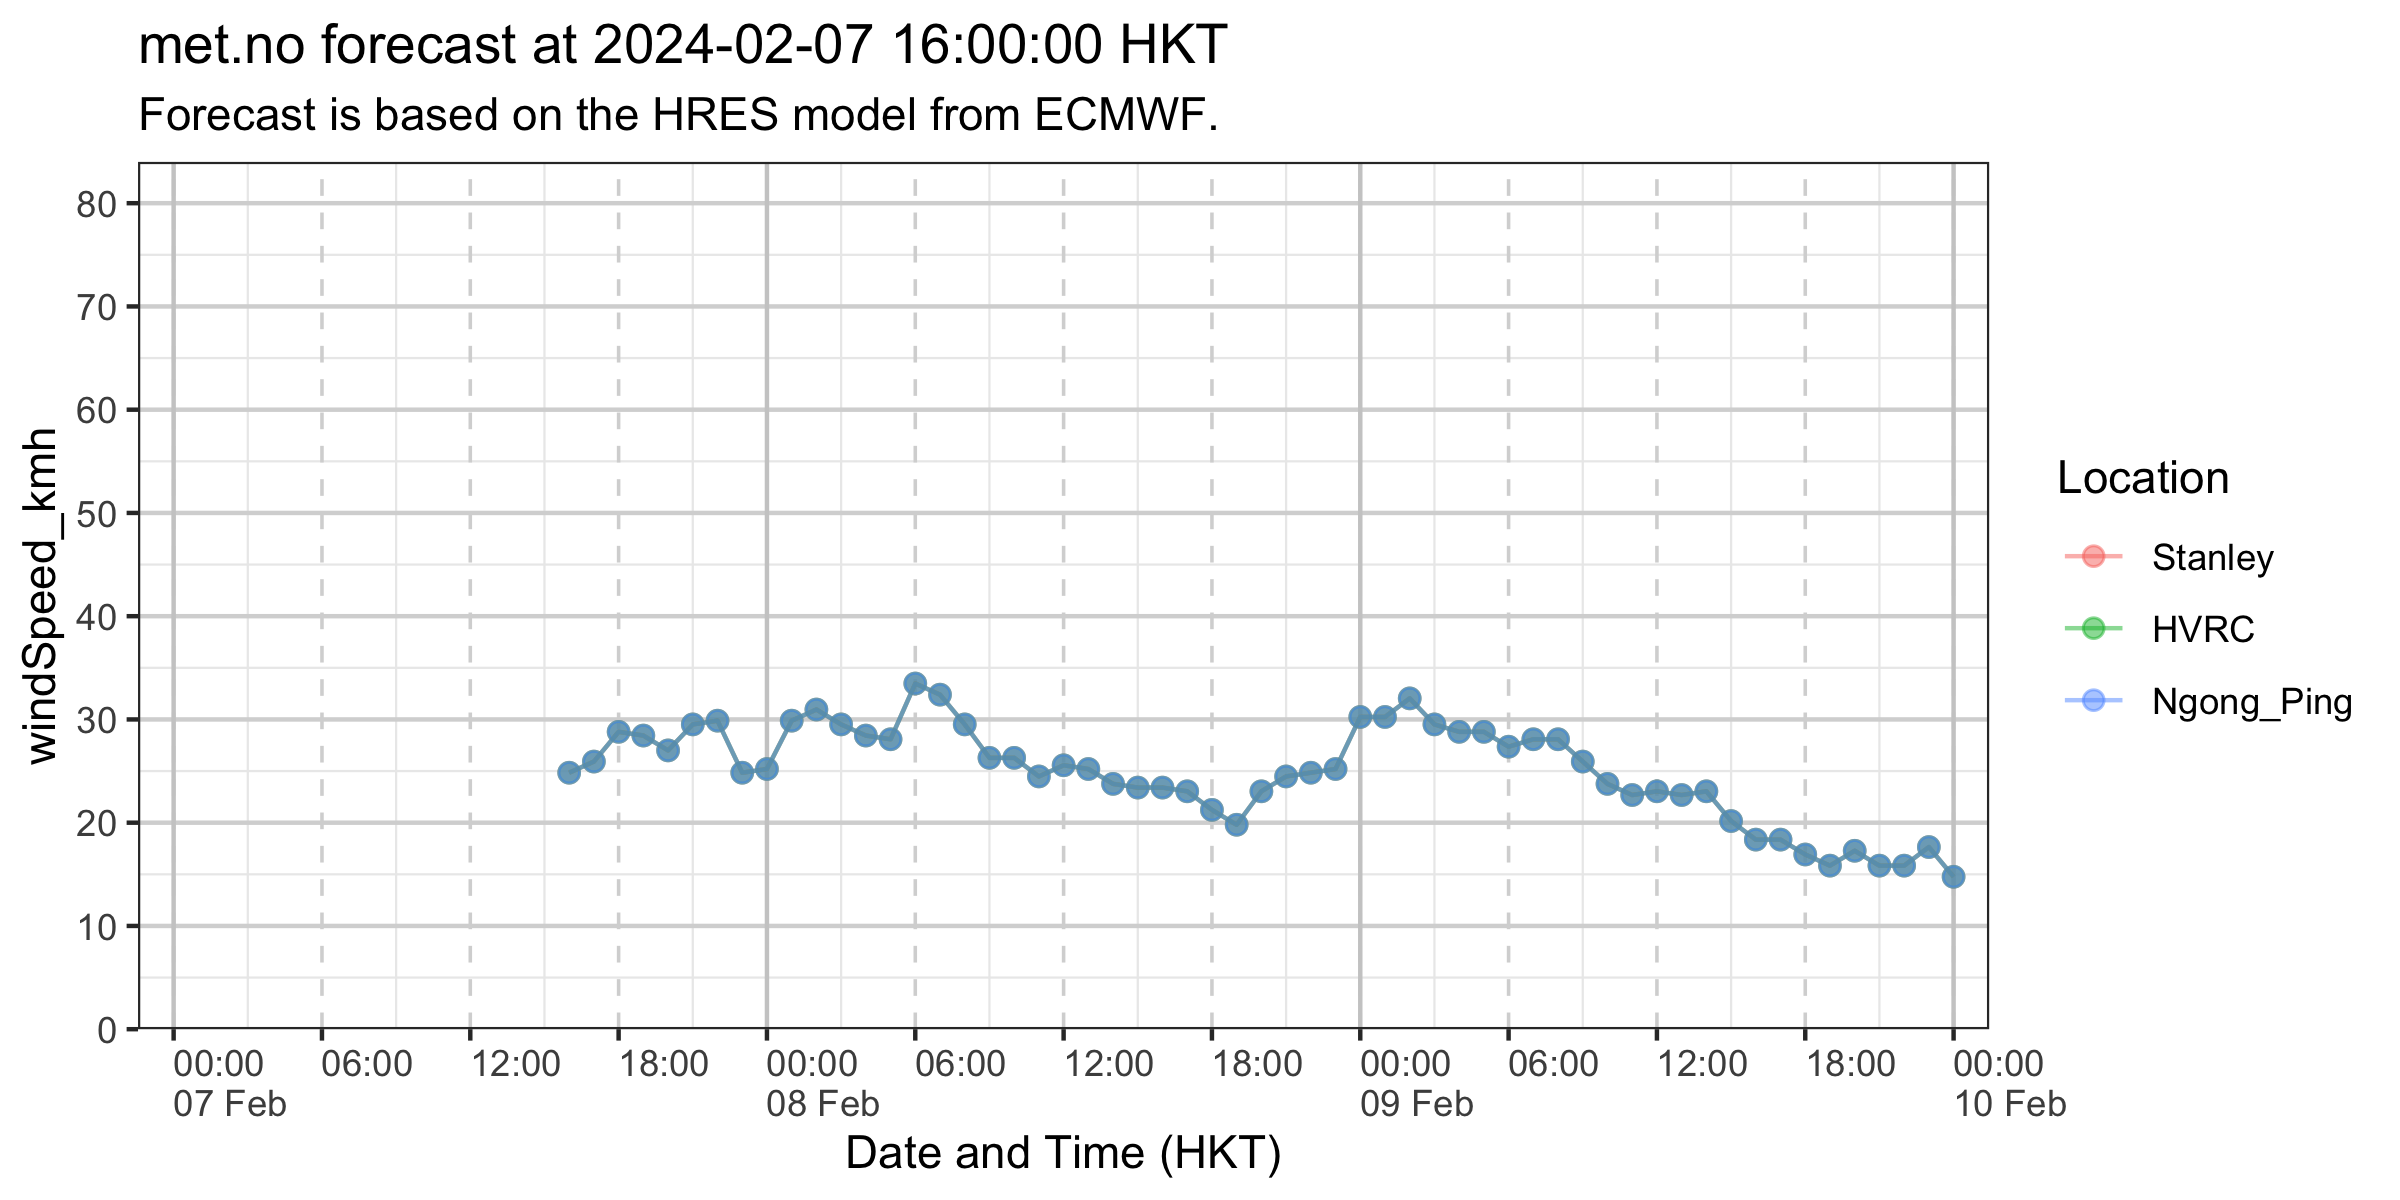 met.no forecast at 2024-02-07 16:00:00 HKT
Forecast is based on the HRES model from ECMWF.
windSpeed_kmh
80
70
60
50
40
30
20
10
0
00:00 06:00 12:00 18:00 00:00 06:00 12:00 18:00 00:00 06:00 12:00 18:00 00:00
07 Feb 08 Feb 09 Feb 10 Feb
Date and Time (HKT)
Location
Stanley
HVRC
Ngong_Ping